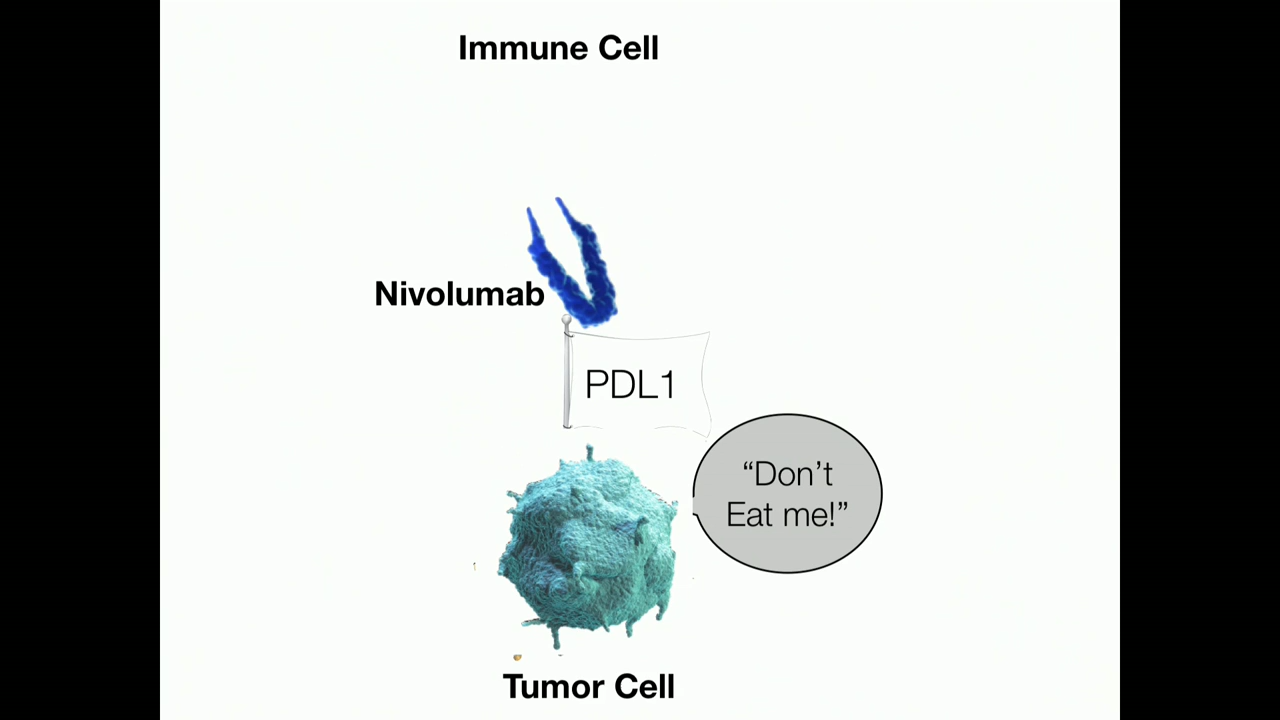 Immune Cell
Nivolumab
PDL1
“Don’t
Eat me!”
Tumor Cell